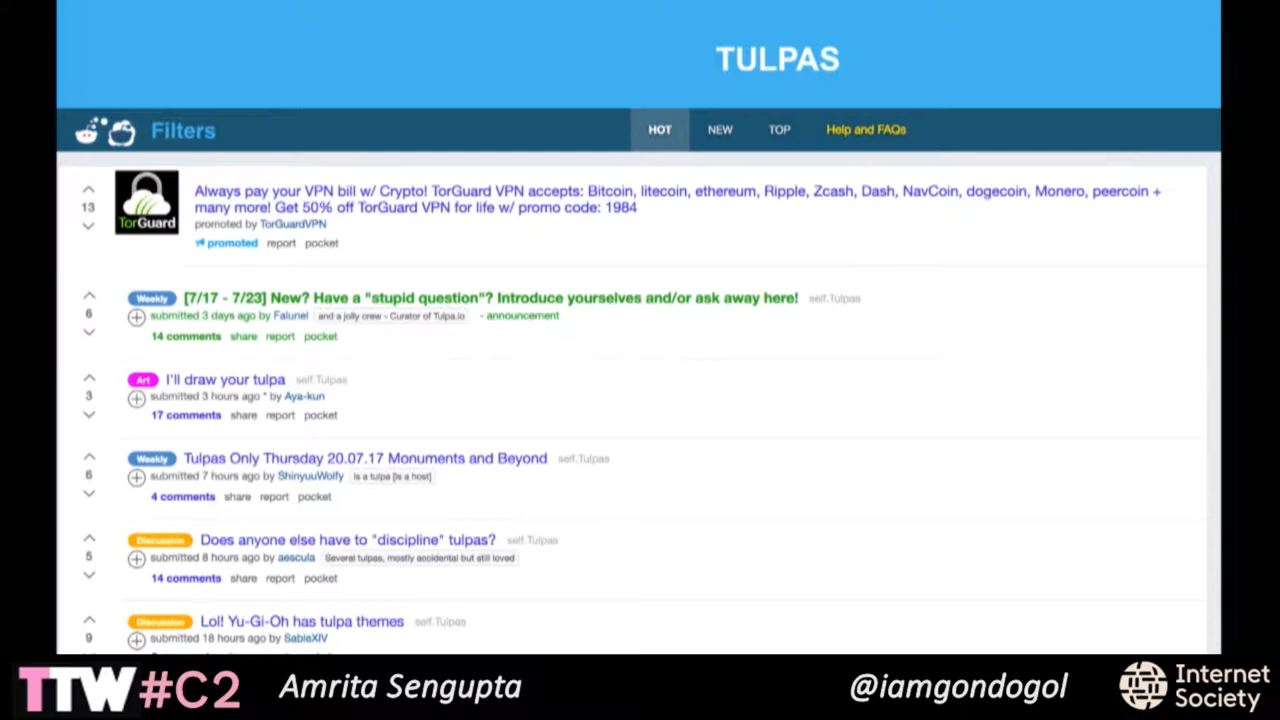 TULPAS
Filters
HOT NEW TOP Help and FAQs
13
TorGuard
Always pay your VPN bill w/ Crypto! TorGuard VPN accepts: Bitcoin, litecoin, ethereum, Ripple, Zcash, Dash, NavCoin, dogecoin, Monero, peercoin +
many more! Get 50% off TorGuard VPN for life w/ promo code: 1984
promoted by TorGuardVPN
promoted report pocket
6
Weekly [7/17 - 7/23] New? Have a "stupid question"? Introduce yourselves and/or ask away here! self.Tulpas
submitted 3 days ago by Falunel and a jolly crew - Curator of Tulpa.io - announcement
14 comments share report pocket
3
Art I'll draw your tulpa self.Tulpas
submitted 3 hours ago * by Aya-kun
17 comments share report pocket
6
Weekly Tulpas Only Thursday 20.07.17 Monuments and Beyond self.Tulpas
submitted 7 hours ago by ShinyuuWolfy is a tulpa [is a host]
4 comments share report pocket
5
Discussion Does anyone else have to "discipline" tulpas? self.Tulpas
submitted 8 hours ago by aescula Several tulpas, mostly accidental but still loved
14 comments share report pocket
9
Discussion Lol! Yu-Gi-Oh has tulpa themes self.Tulpas
submitted 18 hours ago by SableXIV
TTW#C2 Amrita Sengupta @iamgondogol Internet
Society